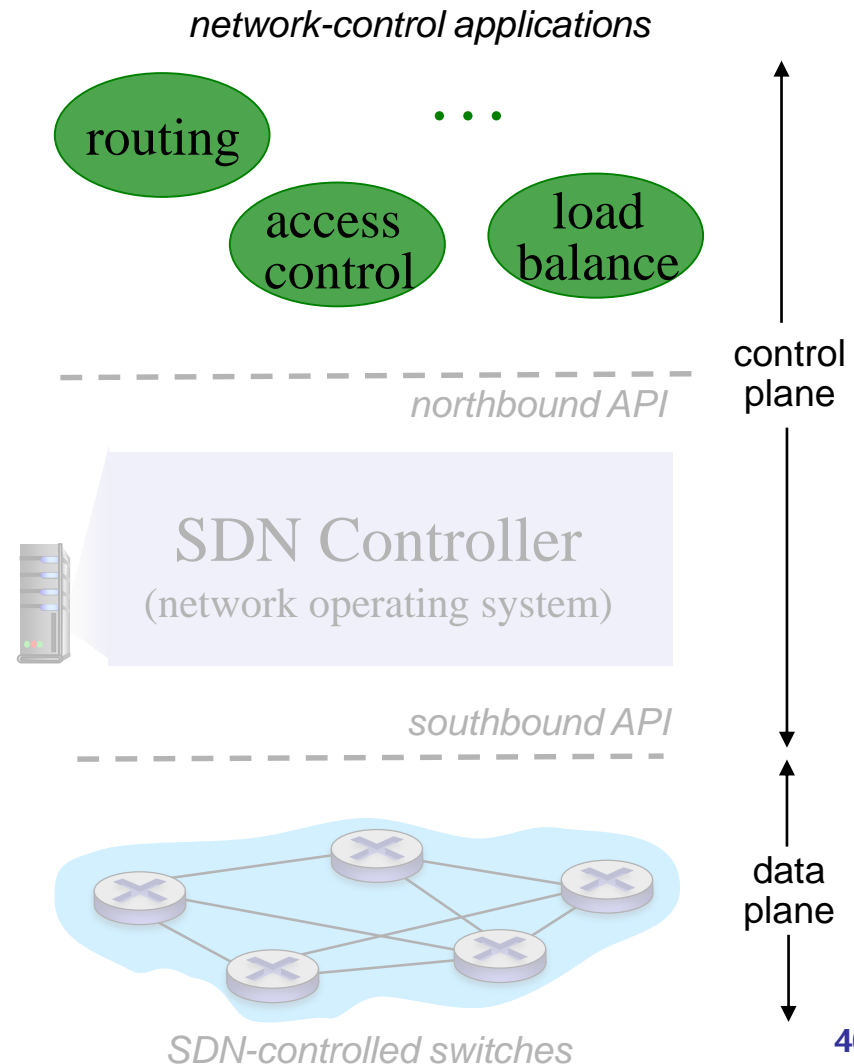 network-control applications
. . .
routing
access
control
load
balance
control
plane
northbound API
SDN Controller
(network operating system)
southbound API
data
plane
SDN-controlled switches